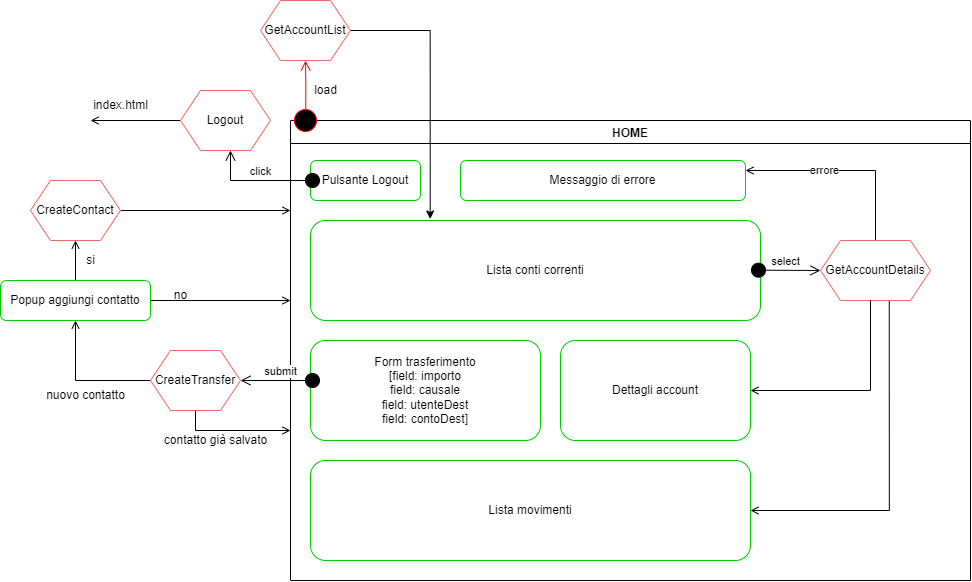 GetAccountList
load
index.html
Logout
HOME
click
Pulsante Logout
Messaggio di errore
errore
CreateContact
si
Lista conti correnti
select
GetAccountDetails
Popup aggiungi contatto
no
submit
CreateTransfer
nuovo contatto
contatto già salvato
Form trasferimento
[field: importo
field: causale
field: utenteDest
field: contoDest]
Dettagli account
Lista movimenti